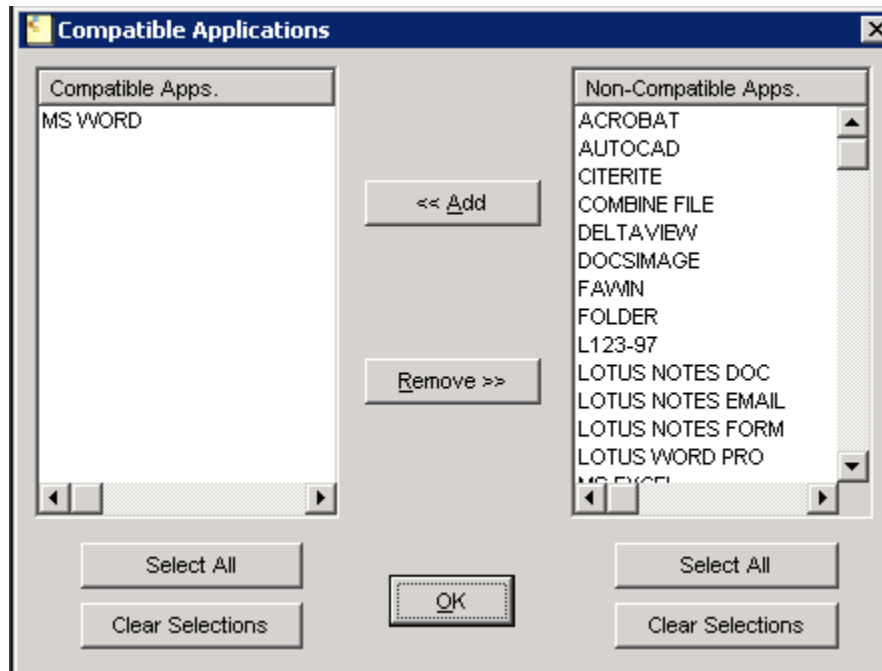 Compatible Applications
Compatible Apps.
MS WORD
<< Add
Remove >>
Non-Compatible Apps.
ACROBAT
AUTOCAD
CITERITE
COMBINE FILE
DELTAVIEW
DOCSIMAGE
FAWIN
FOLDER
L123-97
LOTUS NOTES DOC
LOTUS NOTES EMAIL
LOTUS NOTES FORM
LOTUS WORD PRO
MS EXCEL
Select All
Clear Selections
OK
Select All
Clear Selections